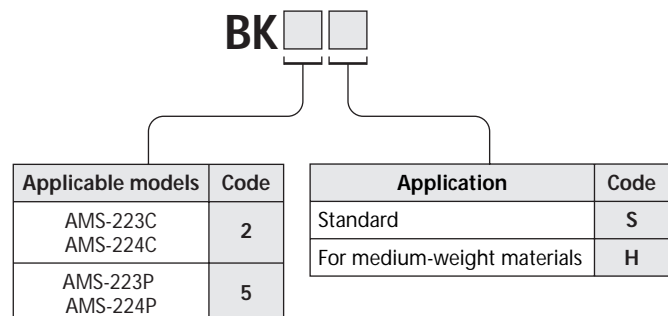 BK
Applicable models Code
AMS-223C
AMS-224C
2
AMS-223P
AMS-224P
5
Application Code
Standard S
For medium-weight materials H